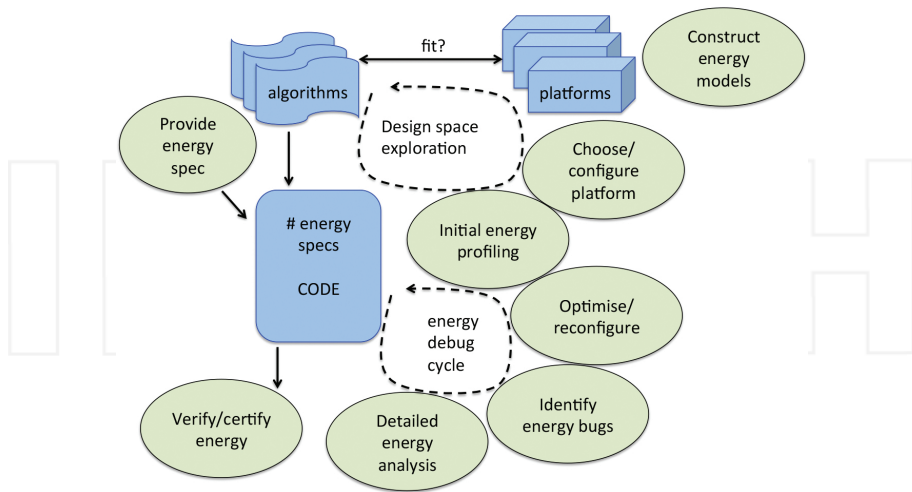 fit?
algorithms
platforms
Construct
energy
models
Design space
exploration
Provide
energy
spec
Choose/
configure
platform
# energy
specs
CODE
Initial energy
profiling
Optimise/
reconfigure
energy
debug
cycle
Verify/certify
energy
Detailed
energy
analysis
Identify
energy bugs